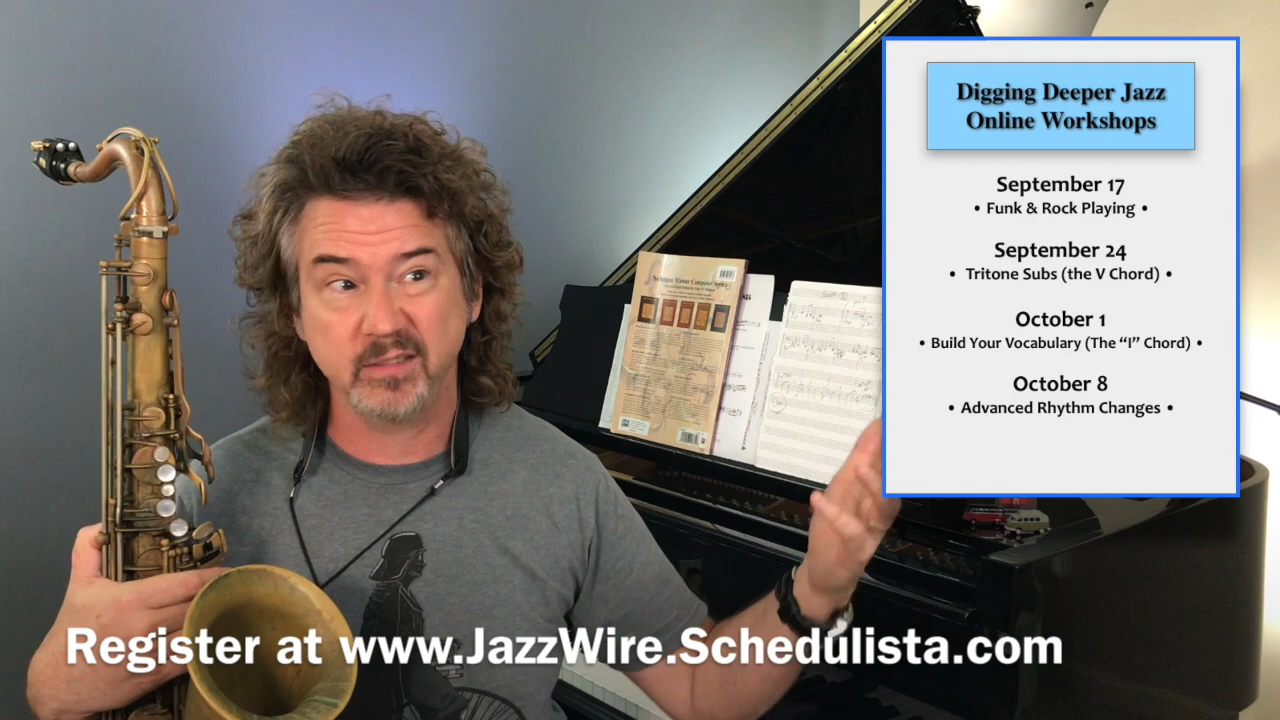 Digging Deeper Jazz
Online Workshops
September 17
• Funk & Rock Playing •
September 24
• Tritone Subs (the V Chord) •
October 1
• Build Your Vocabulary (The “I” Chord) •
October 8
• Advanced Rhythm Changes •
Register at www.JazzWire.Schedulista.com